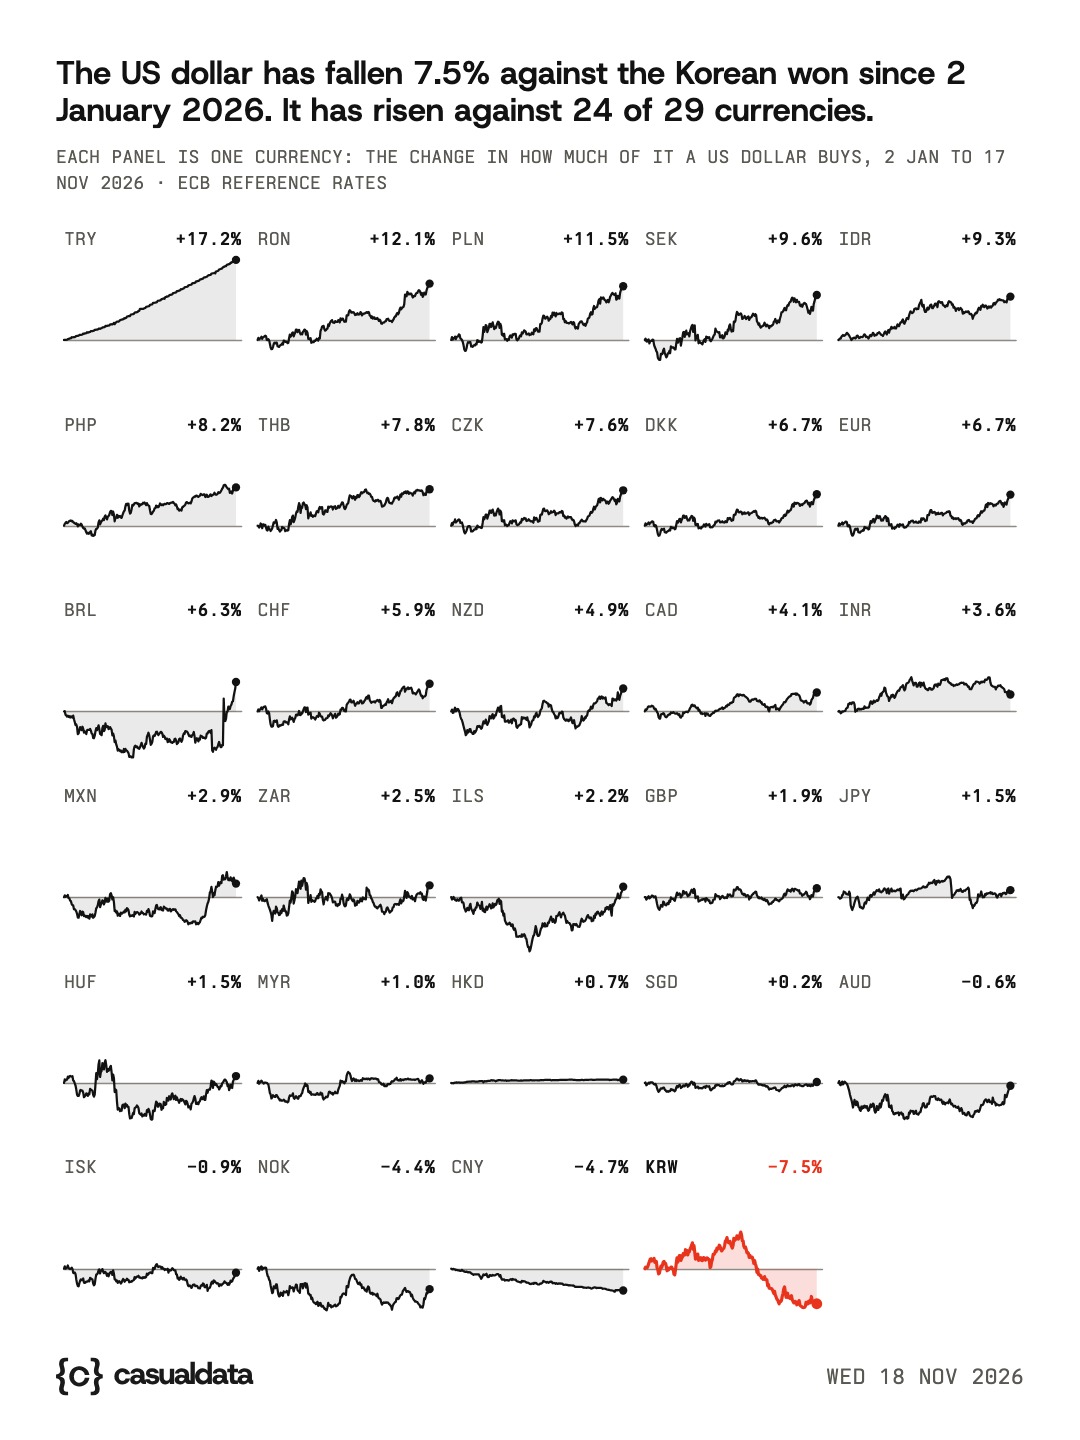 The US dollar has fallen 7.5% against the Korean won since 2
January 2026. It has risen against 24 of 29 currencies.
EACH PANEL IS ONE CURRENCY: THE CHANGE IN HOW MUCH OF IT A US DOLLAR BUYS, 2 JAN TO 17
NOV 2026 · ECB REFERENCE RATES
TRY +17.2% RON +12.1% PLN +11.5% SEK +9.6% IDR +9.3%
PHP +8.2% THB +7.8% CZK +7.6% DKK +6.7% EUR +6.7%
BRL +6.3% CHF +5.9% NZD +4.9% CAD +4.1% INR +3.6%
MXN +2.9% ZAR +2.5% ILS +2.2% GBP +1.9% JPY +1.5%
HUF +1.5% MYR +1.0% HKD +0.7% SGD +0.2% AUD −0.6%
ISK −0.9% NOK −4.4% CNY −4.7% KRW −7.5%
{c} casualdata
WED 18 NOV 2026